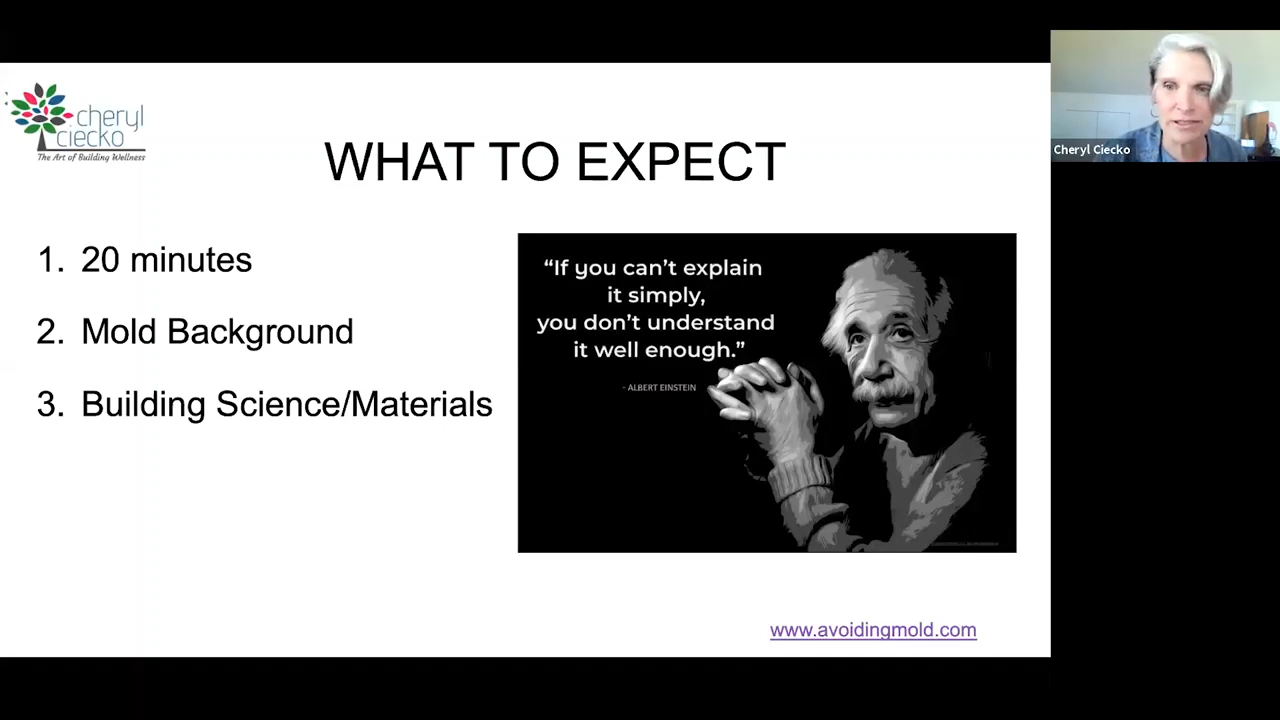 cheryl
ciecko
The Art of Building Wellness
WHAT TO EXPECT
1. 20 minutes
2. Mold Background
3. Building Science/Materials
“If you can’t explain
it simply,
you don’t understand
it well enough.”
- ALBERT EINSTEIN
www.avoidingmold.com
Cheryl Ciecko